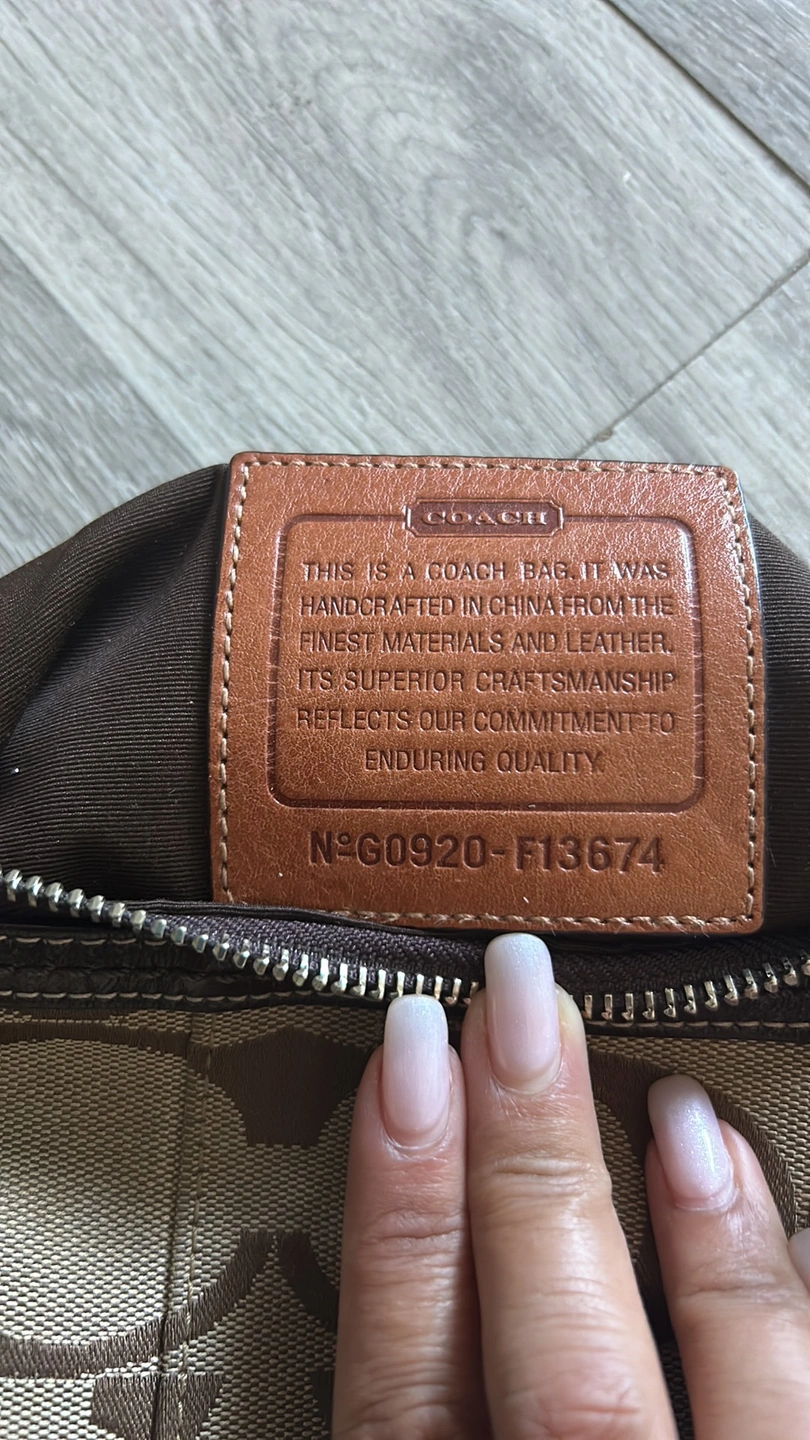 COACH
THIS IS A COACH BAG. IT WAS
HANDCRAFTED IN CHINA FROM THE
FINEST MATERIALS AND LEATHER.
ITS SUPERIOR CRAFTSMANSHIP
REFLECTS OUR COMMITMENT TO
ENDURING QUALITY.
Nº G0920-F13674